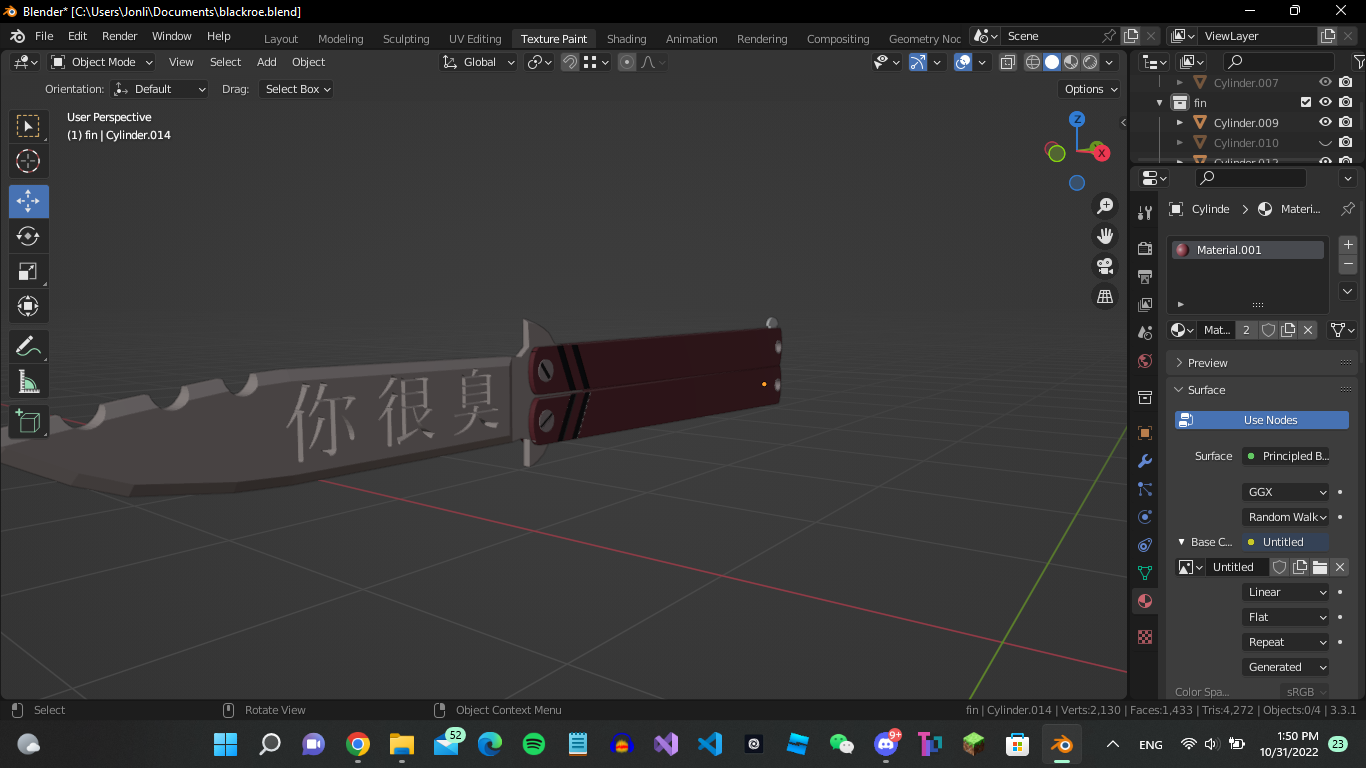 Blender* [C:\Users\Jonli\Documents\blackroe.blend]
File Edit Render Window Help Layout Modeling Sculpting UV Editing Texture Paint Shading Animation Rendering Compositing Geometry Noc Scene ViewLayer
Object Mode View Select Add Object Global
Orientation: Default Drag: Select Box Options
User Perspective
(1) fin | Cylinder.014
Z
X
你很臭
Cylinder.007
fin
Cylinder.009
Cylinder.010
Cylinder.012
Cylinde Materi...
Material.001
Mat... 2
Preview
Surface
Use Nodes
Surface Principled B...
GGX
Random Walk
Base C... Untitled
Untitled
Linear
Flat
Repeat
Generated
Color Spa... sRGB
Select Rotate View Object Context Menu fin | Cylinder.014 | Verts:2,130 | Faces:1,433 | Tris:4,272 | Objects:0/4 | 3.3.1
52 9+ ENG 1:50 PM 23
10/31/2022